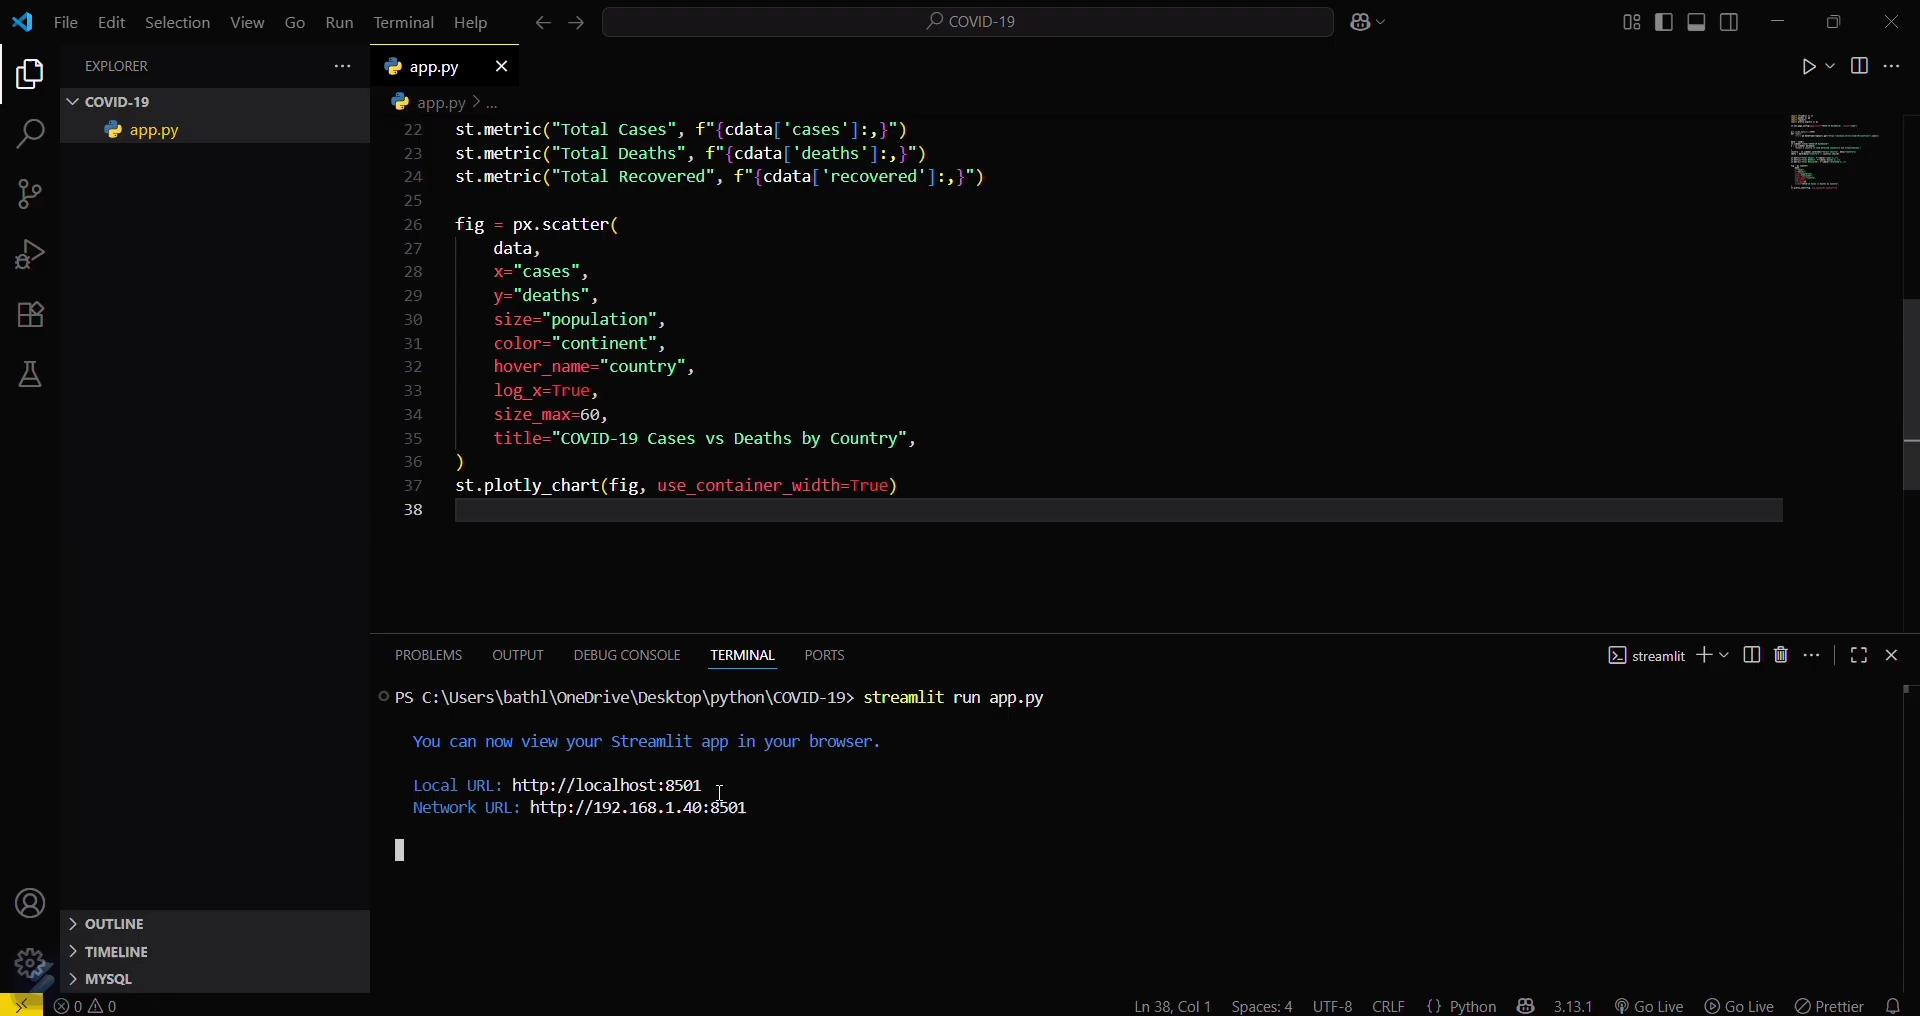 File Edit Selection View Go Run Terminal Help
COVID-19
EXPLORER
app.py
COVID-19
app.py > ...
app.py
22 st.metric("Total Cases", f"{cdata['cases']:,}")
23 st.metric("Total Deaths", f"{cdata['deaths']:,}")
24 st.metric("Total Recovered", f"{cdata['recovered']:,}")
25
26 fig = px.scatter(
27 data,
28 x="cases",
29 y="deaths",
30 size="population",
31 color="continent",
32 hover_name="country",
33 log_x=True,
34 size_max=60,
35 title="COVID-19 Cases vs Deaths by Country",
36 )
37 st.plotly_chart(fig, use_container_width=True)
38
PROBLEMS OUTPUT DEBUG CONSOLE TERMINAL PORTS
streamlit
PS C:\Users\bathl\OneDrive\Desktop\python\COVID-19> streamlit run app.py
You can now view your Streamlit app in your browser.
Local URL: http://localhost:8501
Network URL: http://192.168.1.40:8501
OUTLINE
TIMELINE
MYSQL
0 0
Ln 38, Col 1 Spaces: 4 UTF-8 CRLF {} Python 3.13.1 Go Live Go Live Prettier